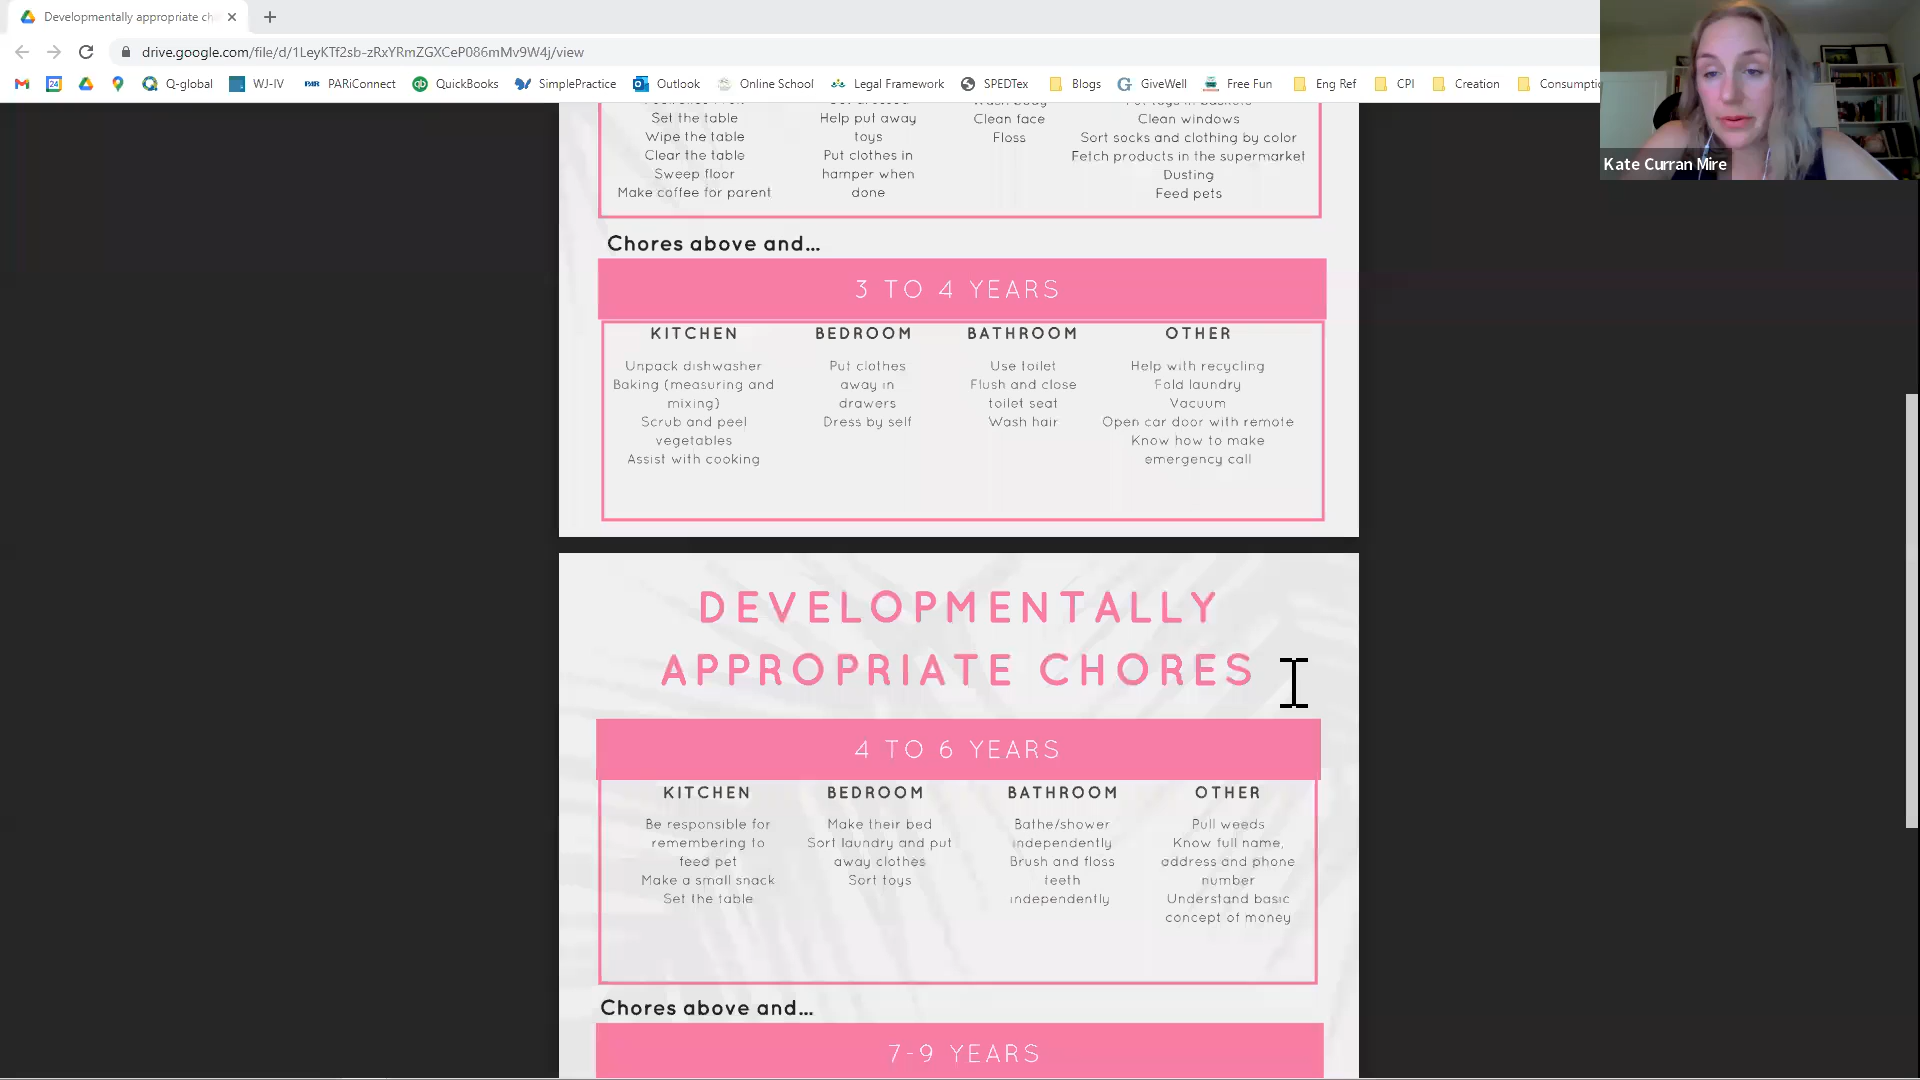 Developmentally appropriate ch
drive.google.com/file/d/1LeyKTf2sb-zRxYRmZGXCeP086mMv9W4j/view
24 Q-global WJ-IV PAR PARiConnect qb QuickBooks SimplePractice Outlook Online School Legal Framework SPEDTex Blogs GiveWell Free Fun Eng Ref CPI Creation Consumptio
Kate Curran Mire
Set the table
Wipe the table
Clear the table
Sweep floor
Make coffee for parent
Help put away
toys
Put clothes in
hamper when
done
Wash body
Clean face
Floss
Put toys in baskets
Clean windows
Sort socks and clothing by color
Fetch products in the supermarket
Dusting
Feed pets
Chores above and...
3 TO 4 YEARS
KITCHEN
Unpack dishwasher
Baking (measuring and
mixing)
Scrub and peel
vegetables
Assist with cooking
BEDROOM
Put clothes
away in
drawers
Dress by self
BATHROOM
Use toilet
Flush and close
toilet seat
Wash hair
OTHER
Help with recycling
Fold laundry
Vacuum
Open car door with remote
Know how to make
emergency call
DEVELOPMENTALLY
APPROPRIATE CHORES
4 TO 6 YEARS
KITCHEN
Be responsible for
remembering to
feed pet
Make a small snack
Set the table
BEDROOM
Make their bed
Sort laundry and put
away clothes
Sort toys
BATHROOM
Bathe/shower
independently
Brush and floss
teeth
independently
OTHER
Pull weeds
Know full name,
address and phone
number
Understand basic
concept of money
Chores above and...
7-9 YEARS